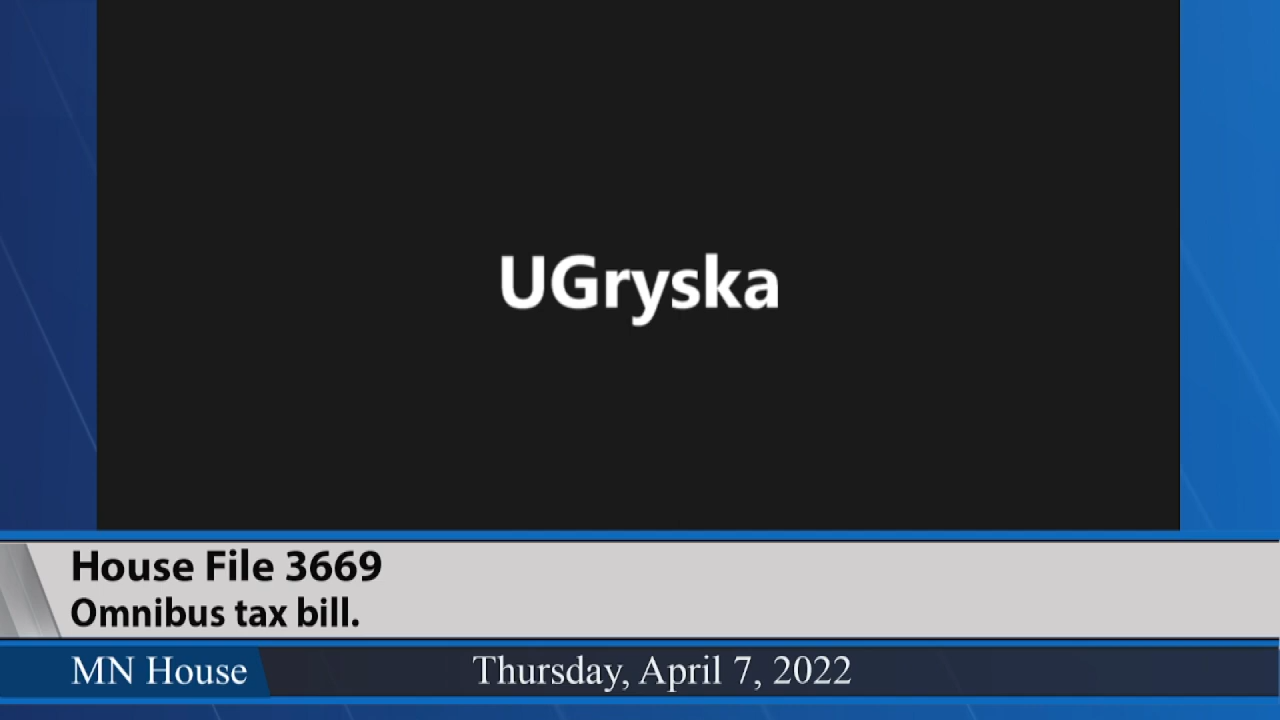 UGryska
House File 3669
Omnibus tax bill.
MN House
Thursday, April 7, 2022